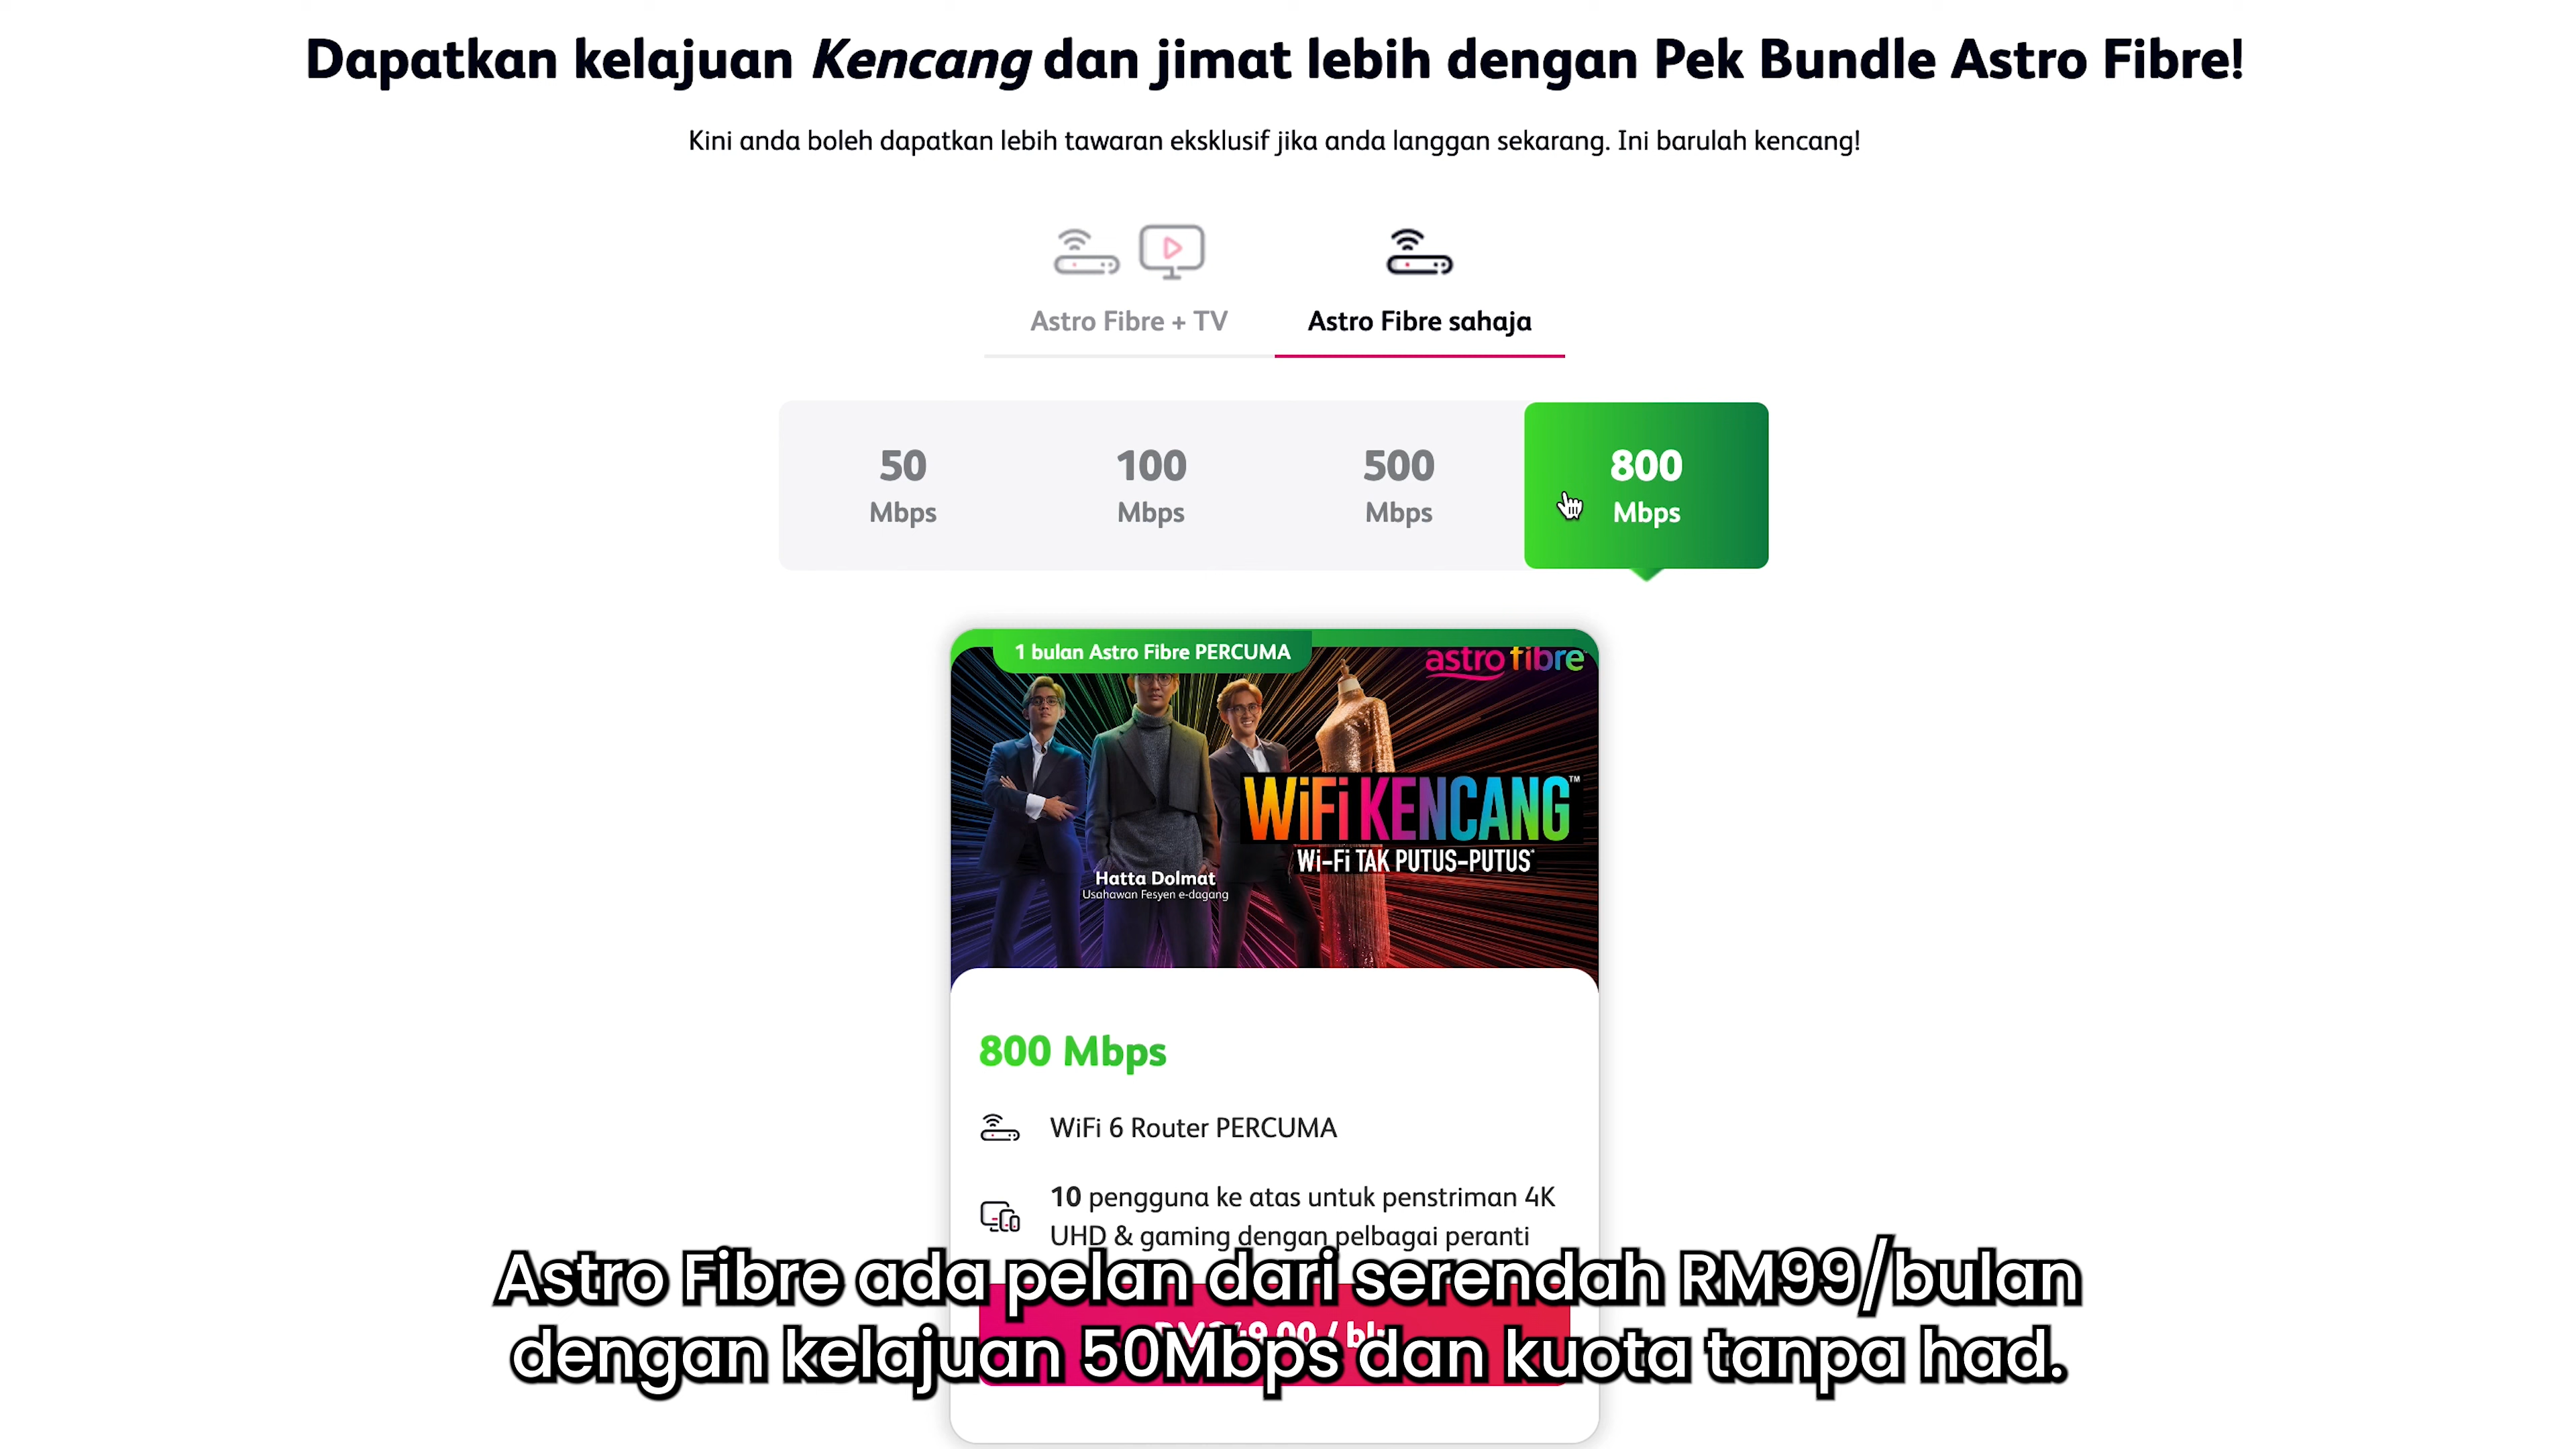 Dapatkan kelajuan Kencang dan jimat lebih dengan Pek Bundle Astro Fibre!
Kini anda boleh dapatkan lebih tawaran eksklusif jika anda langgan sekarang. Ini barulah kencang!
Astro Fibre + TV
Astro Fibre sahaja
50
Mbps
100
Mbps
500
Mbps
800
Mbps
1 bulan Astro Fibre PERCUMA
astro fibre
WiFi KENCANG™
Wi-Fi TAK PUTUS-PUTUS*
Hatta Dolmat
Usahawan Fesyen e-dagang
800 Mbps
WiFi 6 Router PERCUMA
10 pengguna ke atas untuk penstriman 4K
UHD & gaming dengan pelbagai peranti
Astro Fibre ada pelan dari serendah RM99/bulan
dengan kelajuan 50Mbps dan kuota tanpa had.